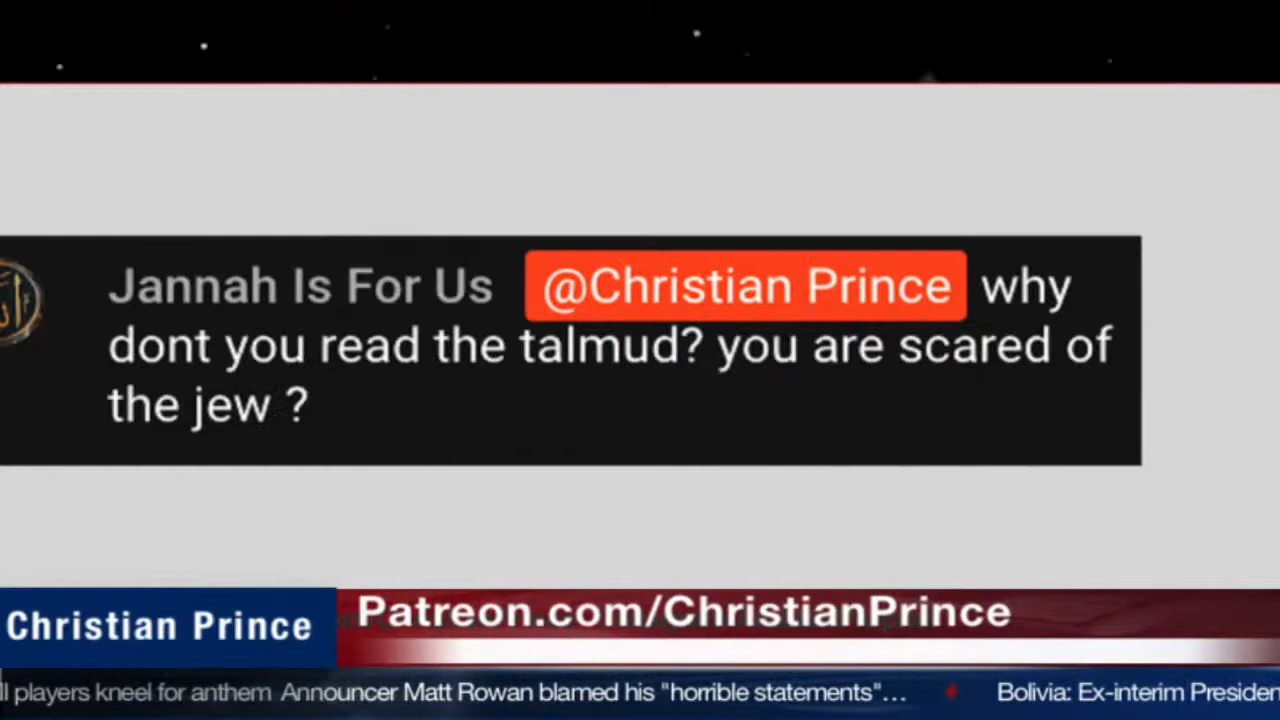 Jannah Is For Us @Christian Prince why
dont you read the talmud? you are scared of
the jew ?
Christian Prince
Patreon.com/ChristianPrince
players kneel for anthem Announcer Matt Rowan blamed his "horrible statements"... Bolivia: Ex-interim